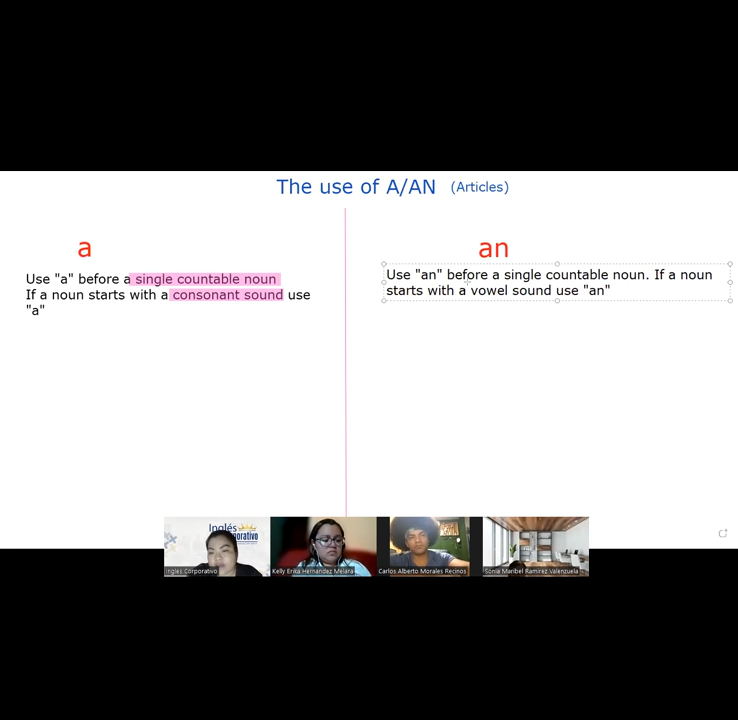 The use of A/AN (Articles)
a
Use "a" before a single countable noun
If a noun starts with a consonant sound use
"a"
an
Use "an" before a single countable noun. If a noun
starts with a vowel sound use "an"
Inglés
Inglés Corporativo
Kelly Erika Hernandez Melara
Carlos Alberto Morales Recinos
Sonia Maribel Ramirez Valenzuela